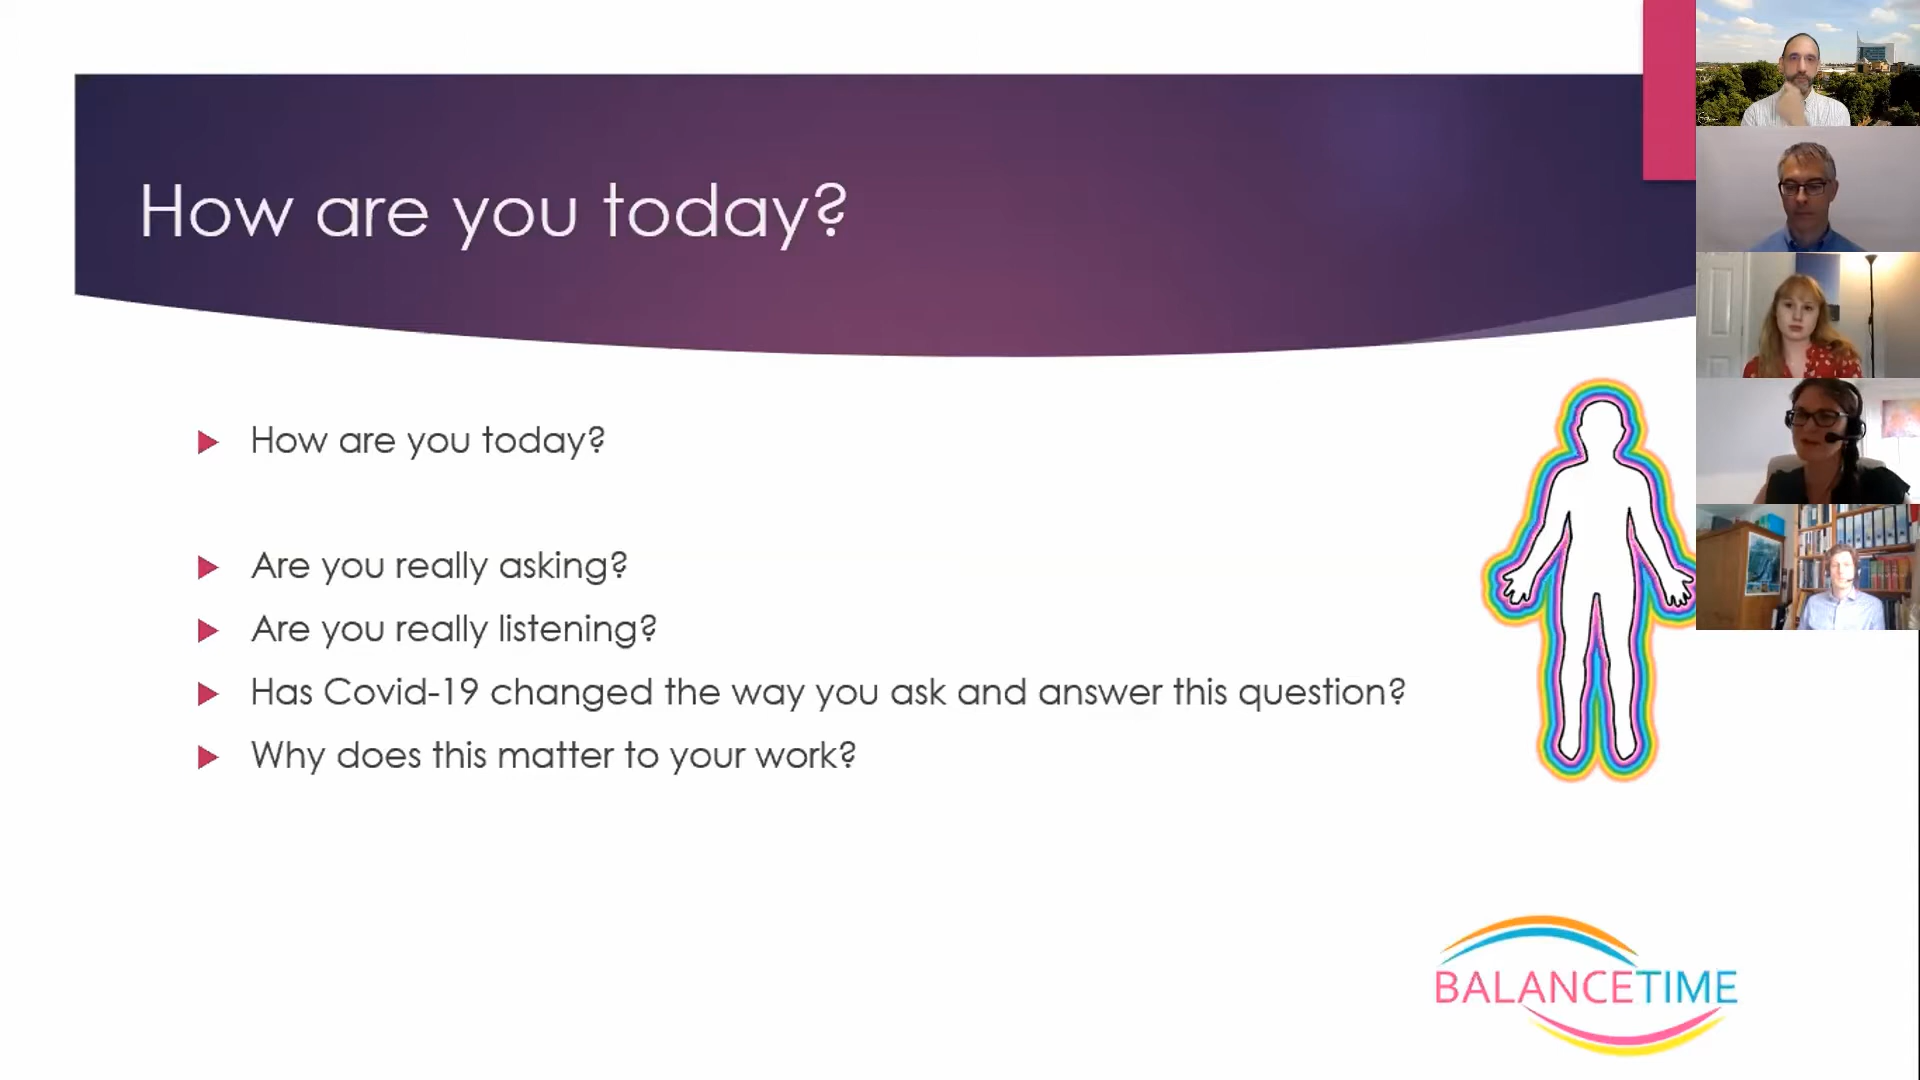 How are you today?
How are you today?
Are you really asking?
Are you really listening?
Has Covid-19 changed the way you ask and answer this question?
Why does this matter to your work?
BALANCETIME